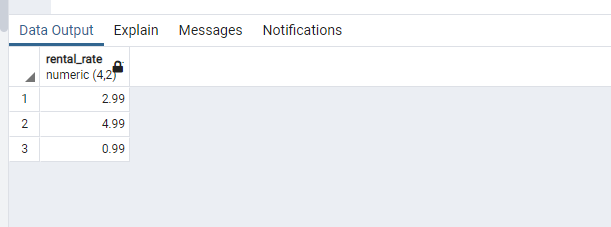 Data Output Explain Messages Notifications
rental_rate
numeric (4,2)
1 2.99
2 4.99
3 0.99